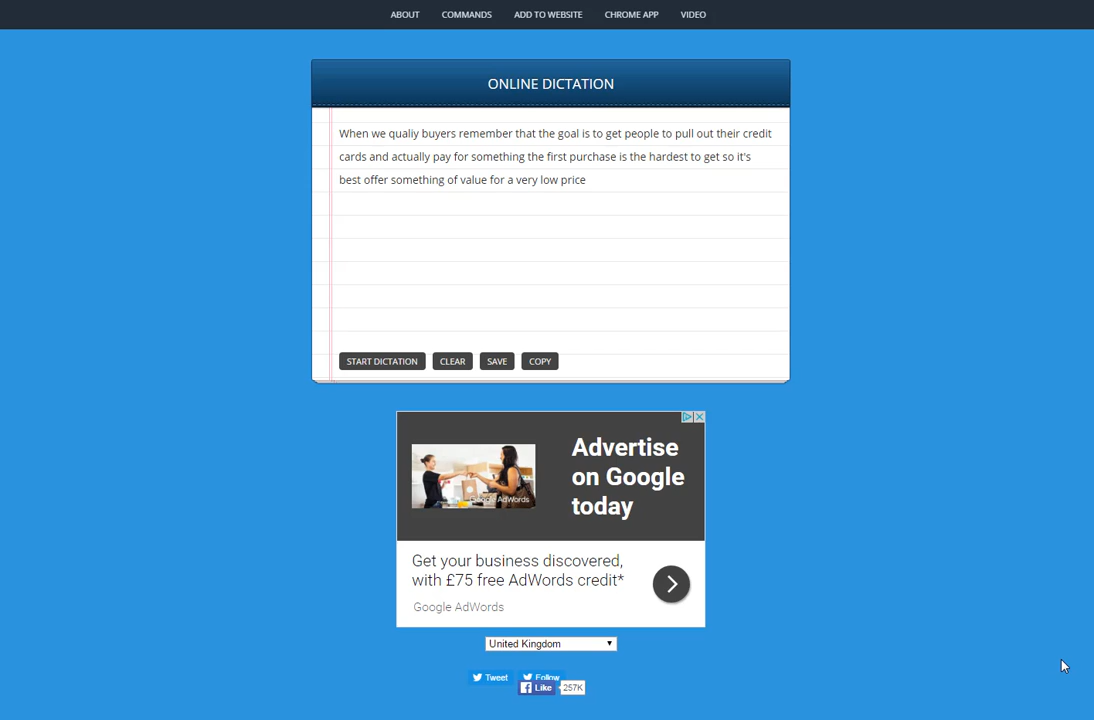 ABOUT COMMANDS ADD TO WEBSITE CHROME APP VIDEO
ONLINE DICTATION
When we qualiy buyers remember that the goal is to get people to pull out their credit
cards and actually pay for something the first purchase is the hardest to get so it's
best offer something of value for a very low price
START DICTATION CLEAR SAVE COPY
Advertise
on Google
today
Google AdWords
Get your business discovered,
with £75 free AdWords credit*
Google AdWords
United Kingdom
Tweet Follow
Like 257K